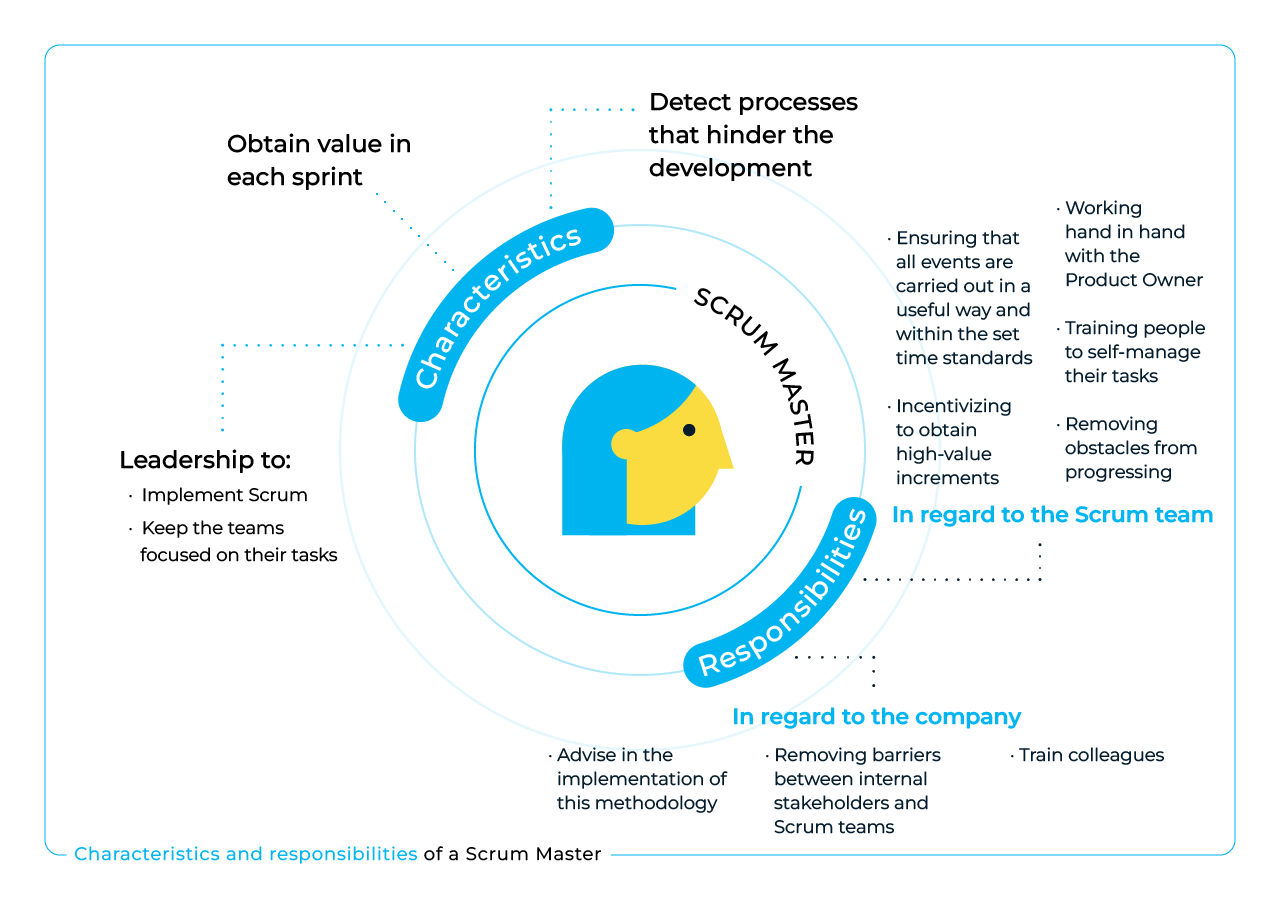 Obtain value in
each sprint
Detect processes
that hinder the
development
Characteristics
SCRUM MASTER
Leadership to:
· Implement Scrum
· Keep the teams
focused on their tasks
· Ensuring that
all events are
carried out in a
useful way and
within the set
time standards
· Incentivizing
to obtain
high-value
increments
· Working
hand in hand
with the
Product Owner
· Training people
to self-manage
their tasks
· Removing
obstacles from
progressing
In regard to the Scrum team
Responsibilities
In regard to the company
· Advise in the
implementation of
this methodology
· Removing barriers
between internal
stakeholders and
Scrum teams
· Train colleagues
Characteristics and responsibilities of a Scrum Master